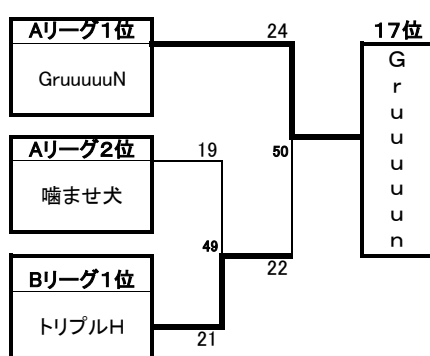 Aリーグ1位
24
17位
GruuuuuN
G
r
u
u
u
u
u
n
Aリーグ2位
19
50
噛ませ犬
49
Bリーグ1位
22
トリプルH
21